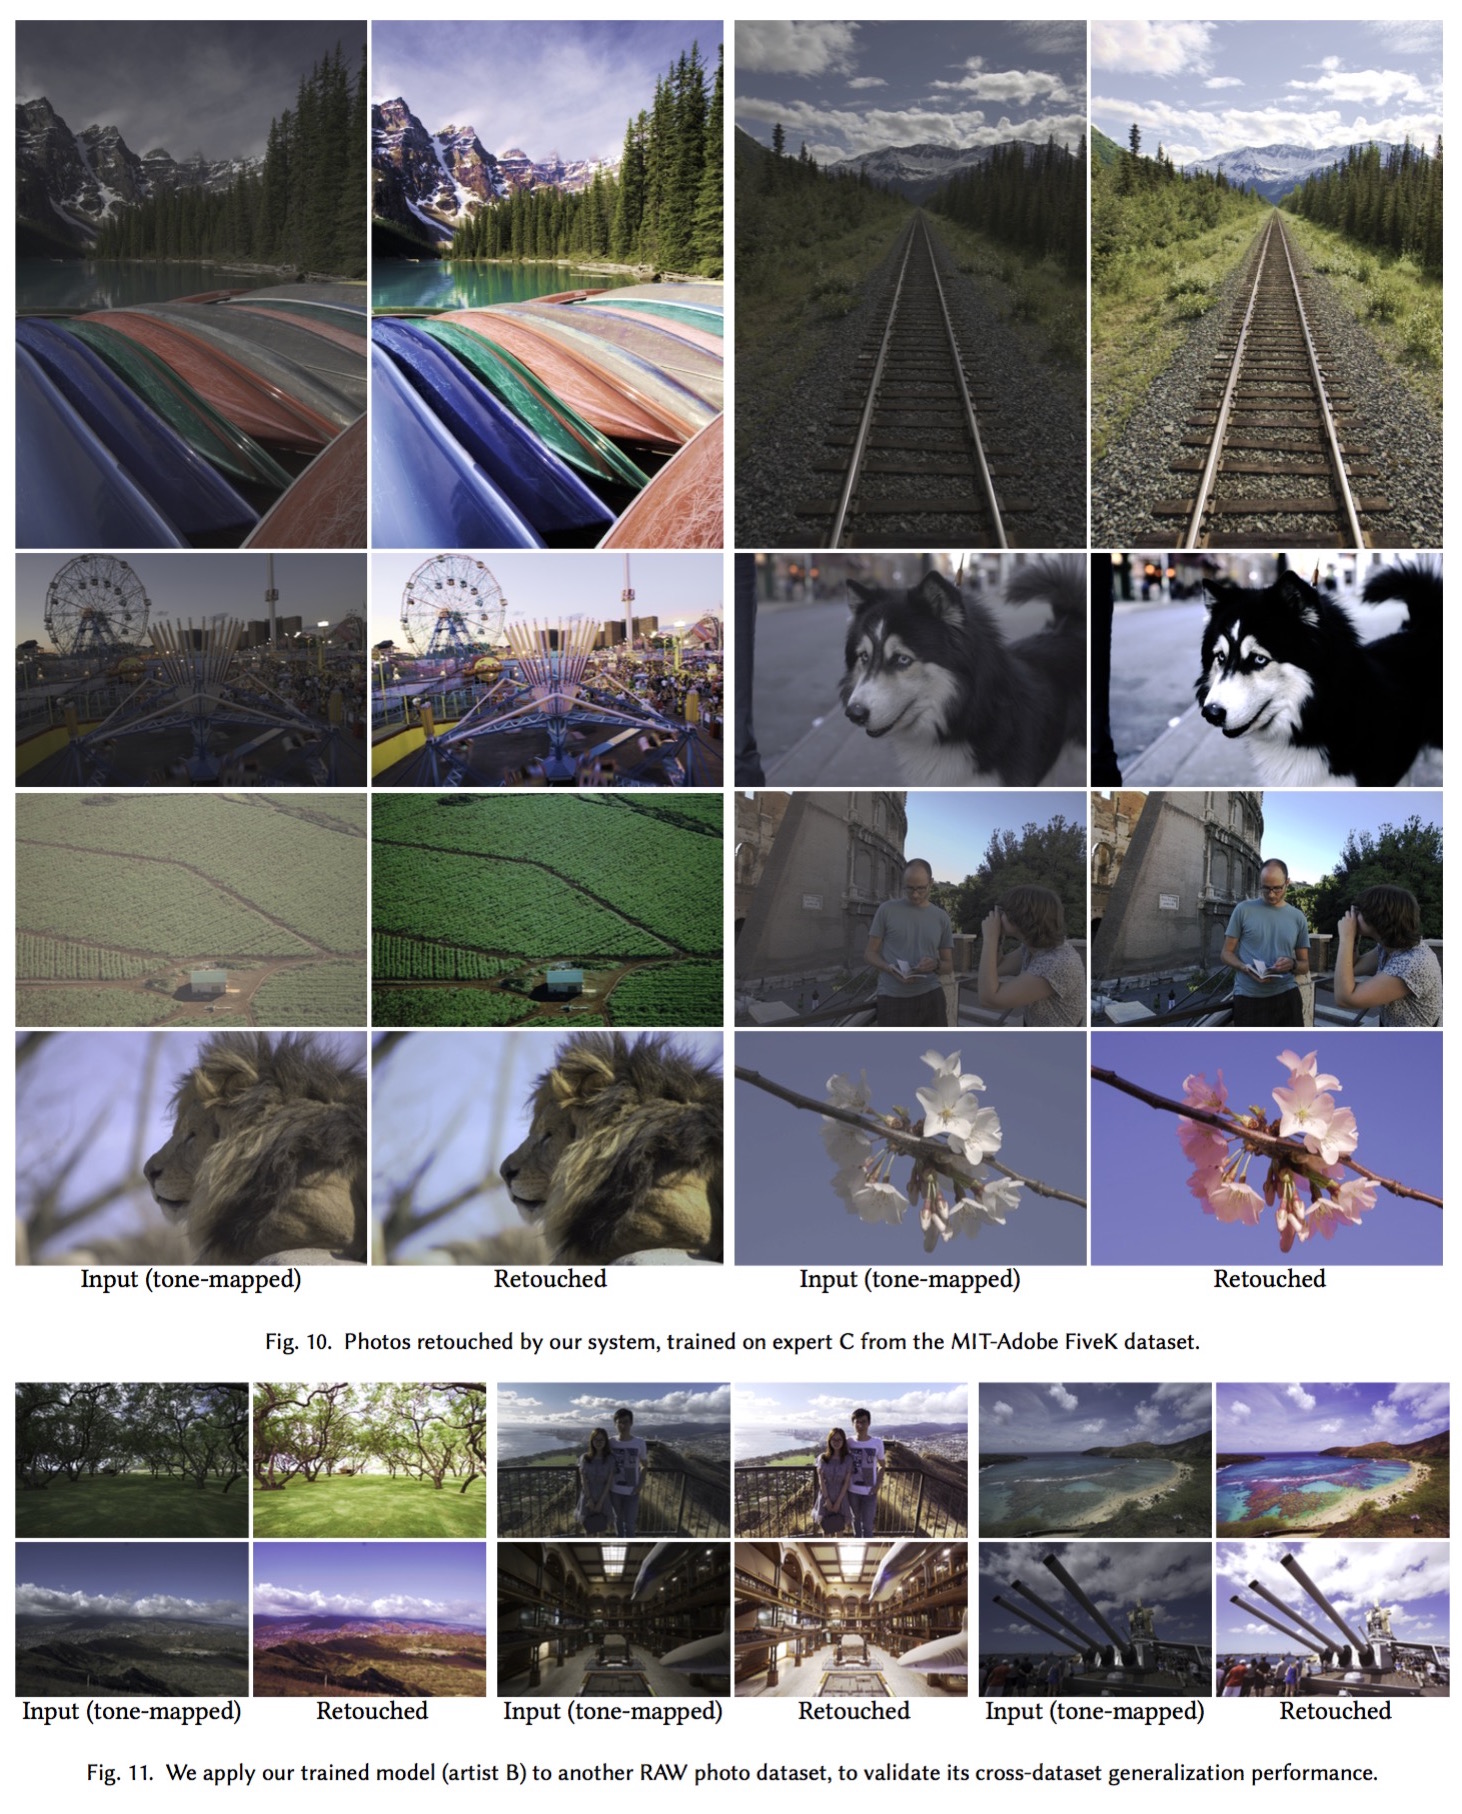 Input (tone-mapped) Retouched Input (tone-mapped) Retouched
Fig. 10. Photos retouched by our system, trained on expert C from the MIT-Adobe FiveK dataset.
Input (tone-mapped) Retouched Input (tone-mapped) Retouched Input (tone-mapped) Retouched
Fig. 11. We apply our trained model (artist B) to another RAW photo dataset, to validate its cross-dataset generalization performance.